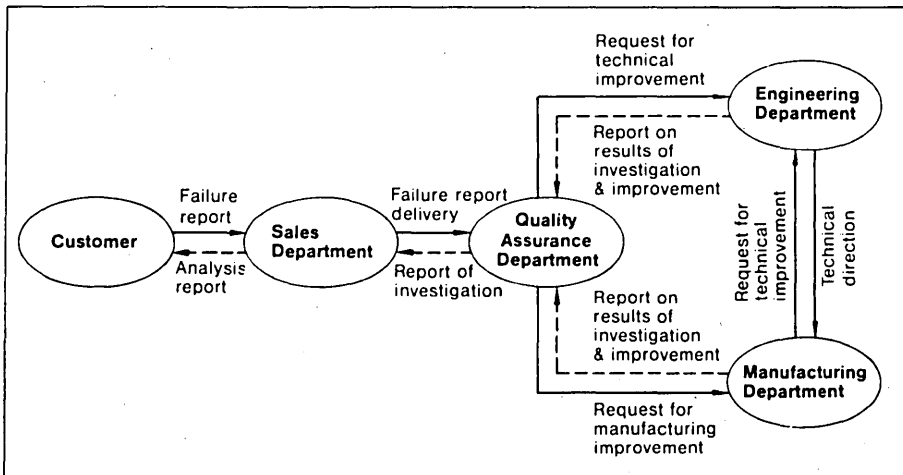 Request for
technical
improvement
Engineering
Department
Report on
results of
investigation
& improvement
Failure
report
Failure report
delivery
Customer
Sales
Department
Quality
Assurance
Department
Analysis
report
Report of
investigation
Request for
technical
improvement
Technical
direction
Report on
results of
investigation
& improvement
Manufacturing
Department
Request for
manufacturing
improvement